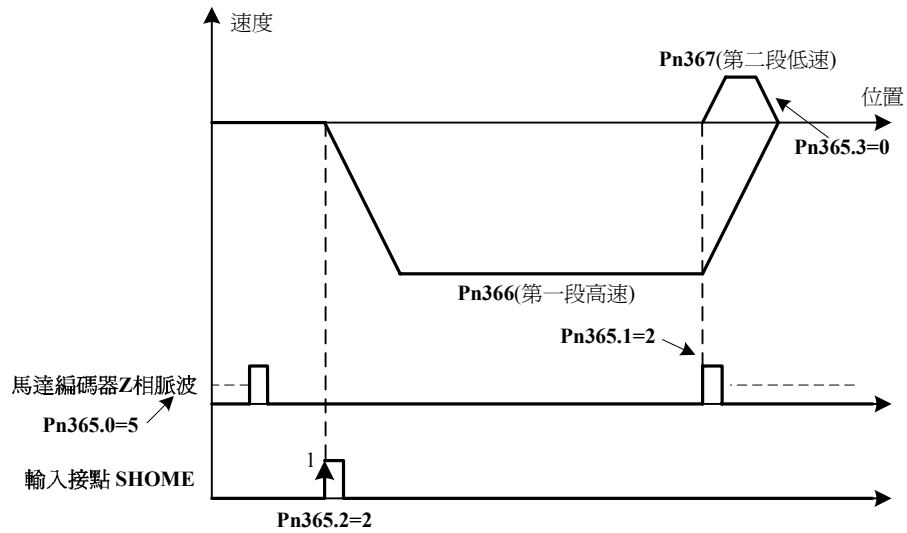 速度
Pn367(第二段低速)
位置
Pn365.3=0
Pn366(第一段高速)
Pn365.1=2
馬達編碼器Z相脈波
Pn365.0=5
1
輸入接點 SHOME
Pn365.2=2